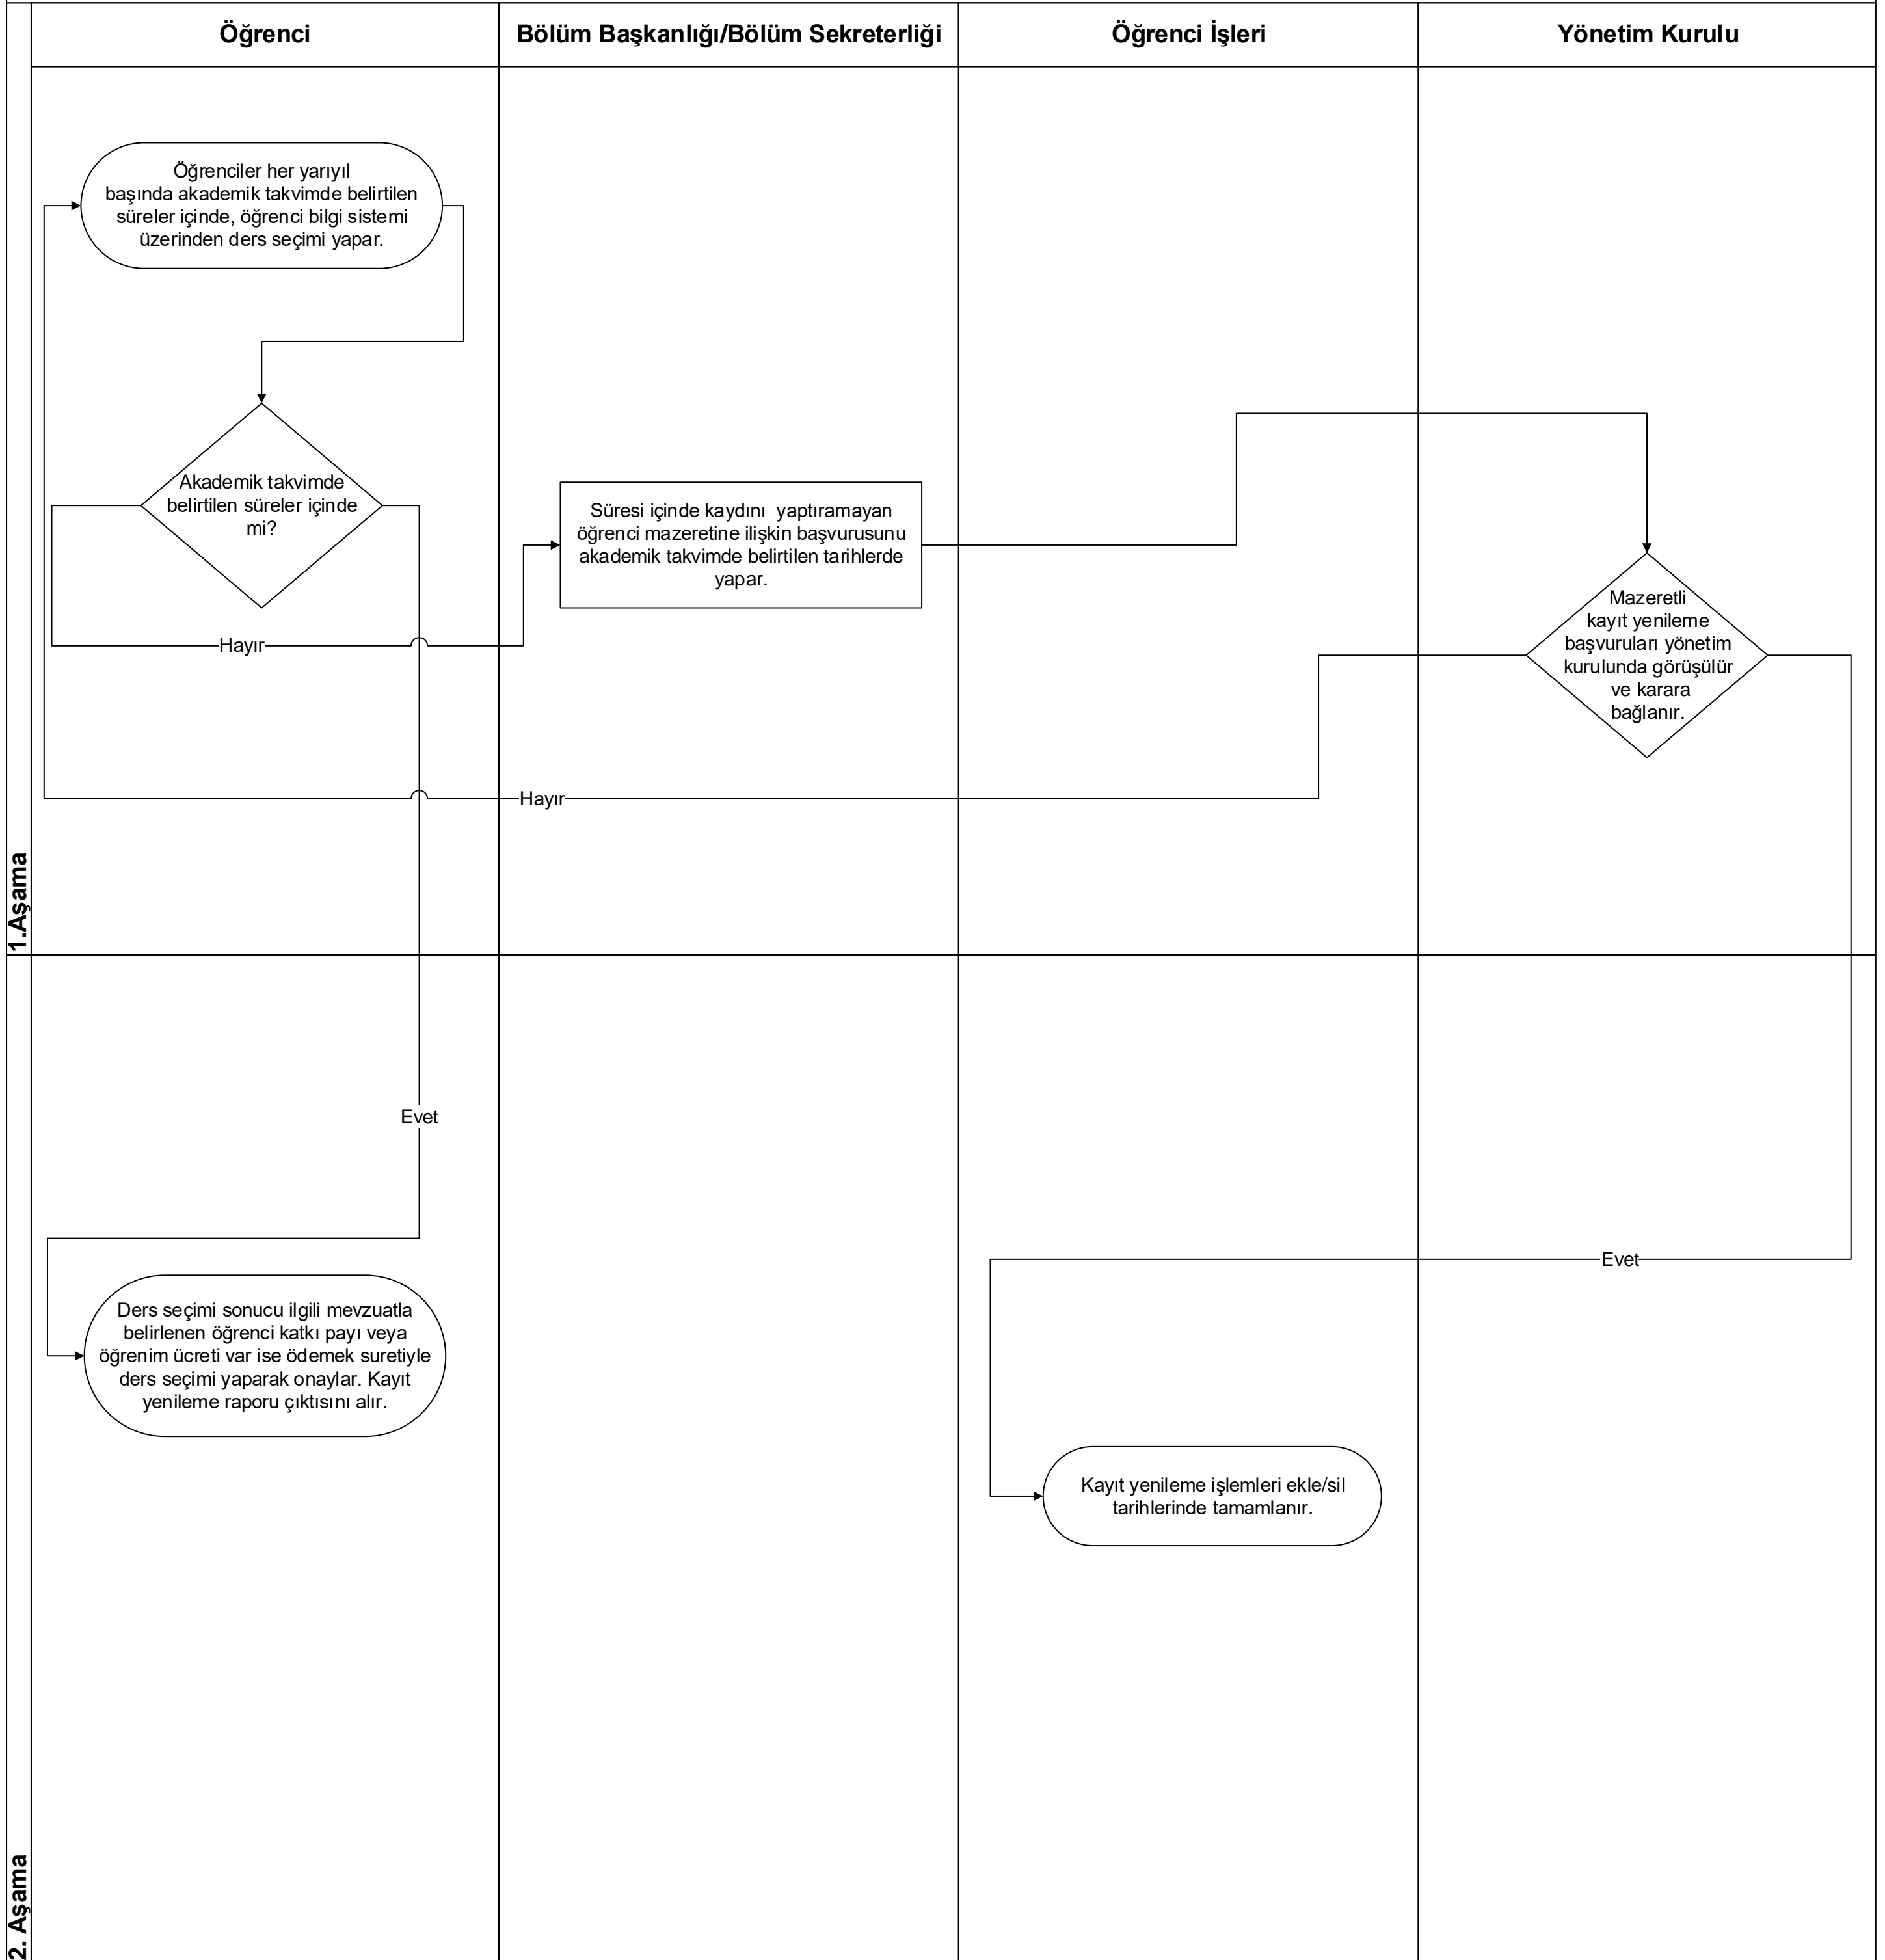 Öğrenci
Bölüm Başkanlığı/Bölüm Sekreterliği
Öğrenci İşleri
Yönetim Kurulu
1.Aşama
Öğrenciler her yarıyıl
başında akademik takvimde belirtilen
süreler içinde, öğrenci bilgi sistemi
üzerinden ders seçimi yapar.
Akademik takvimde
belirtilen süreler içinde
mi?
Hayır
Süresi içinde kaydını  yaptıramayan
öğrenci mazeretine ilişkin başvurusunu
akademik takvimde belirtilen tarihlerde
yapar.
Mazeretli
kayıt yenileme
başvuruları yönetim
kurulunda görüşülür
ve karara
bağlanır.
Hayır
2. Aşama
Evet
Evet
Ders seçimi sonucu ilgili mevzuatla
belirlenen öğrenci katkı payı veya
öğrenim ücreti var ise ödemek suretiyle
ders seçimi yaparak onaylar. Kayıt
yenileme raporu çıktısını alır.
Kayıt yenileme işlemleri ekle/sil
tarihlerinde tamamlanır.